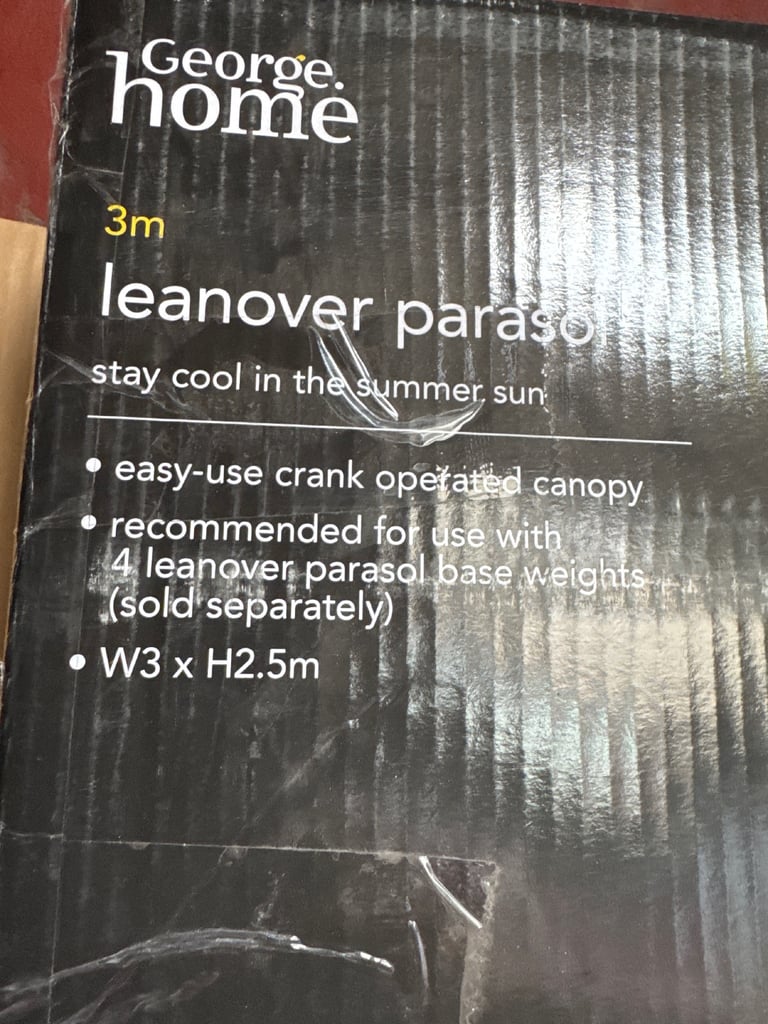 George.
home
3m
leanover parasol
stay cool in the summer sun
• easy-use crank operated canopy
• recommended for use with
4 leanover parasol base weights
(sold separately)
• W3 x H2.5m